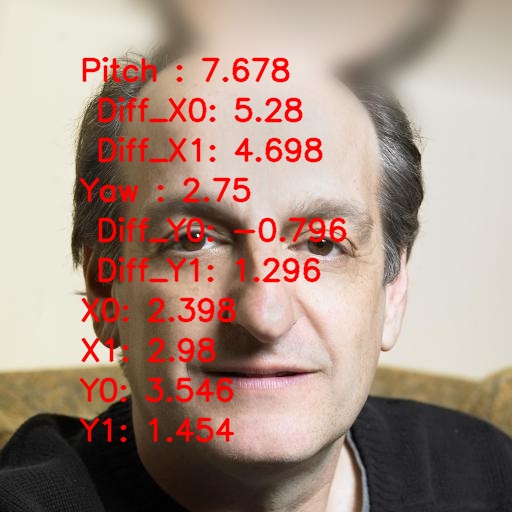 Pitch : 7.678
Diff_X0: 5.28
Diff_X1: 4.698
Yaw : 2.75
Diff_Y0: -0.796
Diff_Y1: 1.296
X0: 2.398
X1: 2.98
Y0: 3.546
Y1: 1.454